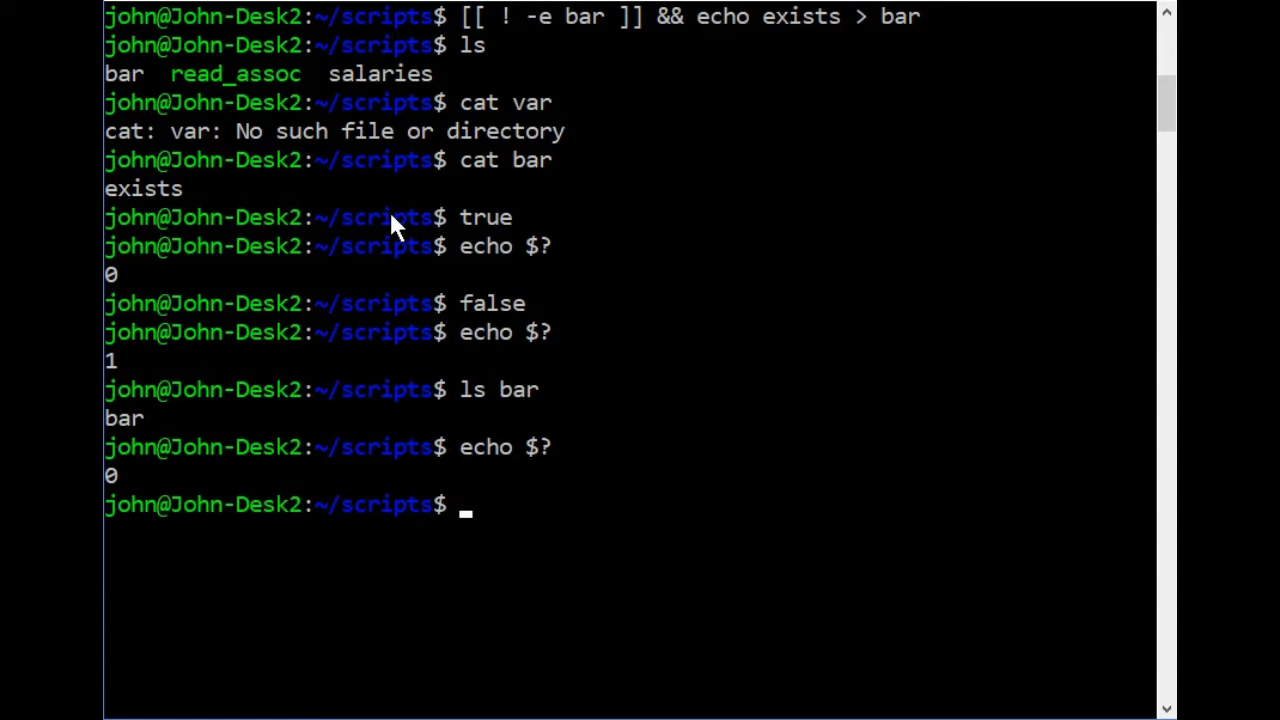 john@John-Desk2:~/scripts$ [[ ! -e bar ]] && echo exists > bar
john@John-Desk2:~/scripts$ ls
bar  read_assoc  salaries
john@John-Desk2:~/scripts$ cat var
cat: var: No such file or directory
john@John-Desk2:~/scripts$ cat bar
exists
john@John-Desk2:~/scripts$ true
john@John-Desk2:~/scripts$ echo $?
0
john@John-Desk2:~/scripts$ false
john@John-Desk2:~/scripts$ echo $?
1
john@John-Desk2:~/scripts$ ls bar
bar
john@John-Desk2:~/scripts$ echo $?
0
john@John-Desk2:~/scripts$